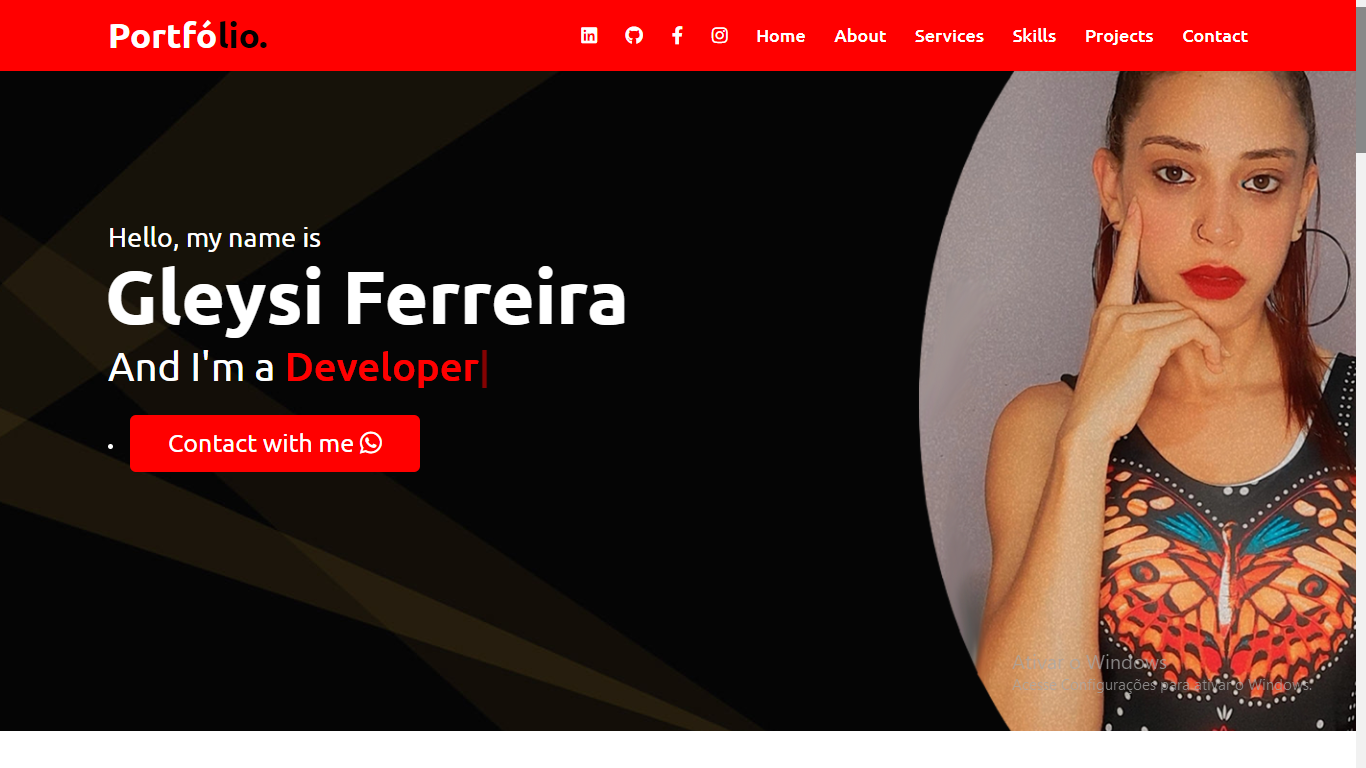 Portfólio.
Home About Services Skills Projects Contact
Hello, my name is
Gleysi Ferreira
And I'm a Developer|
Contact with me
Ativar o Windows
Acesse Configurações para ativar o Windows.